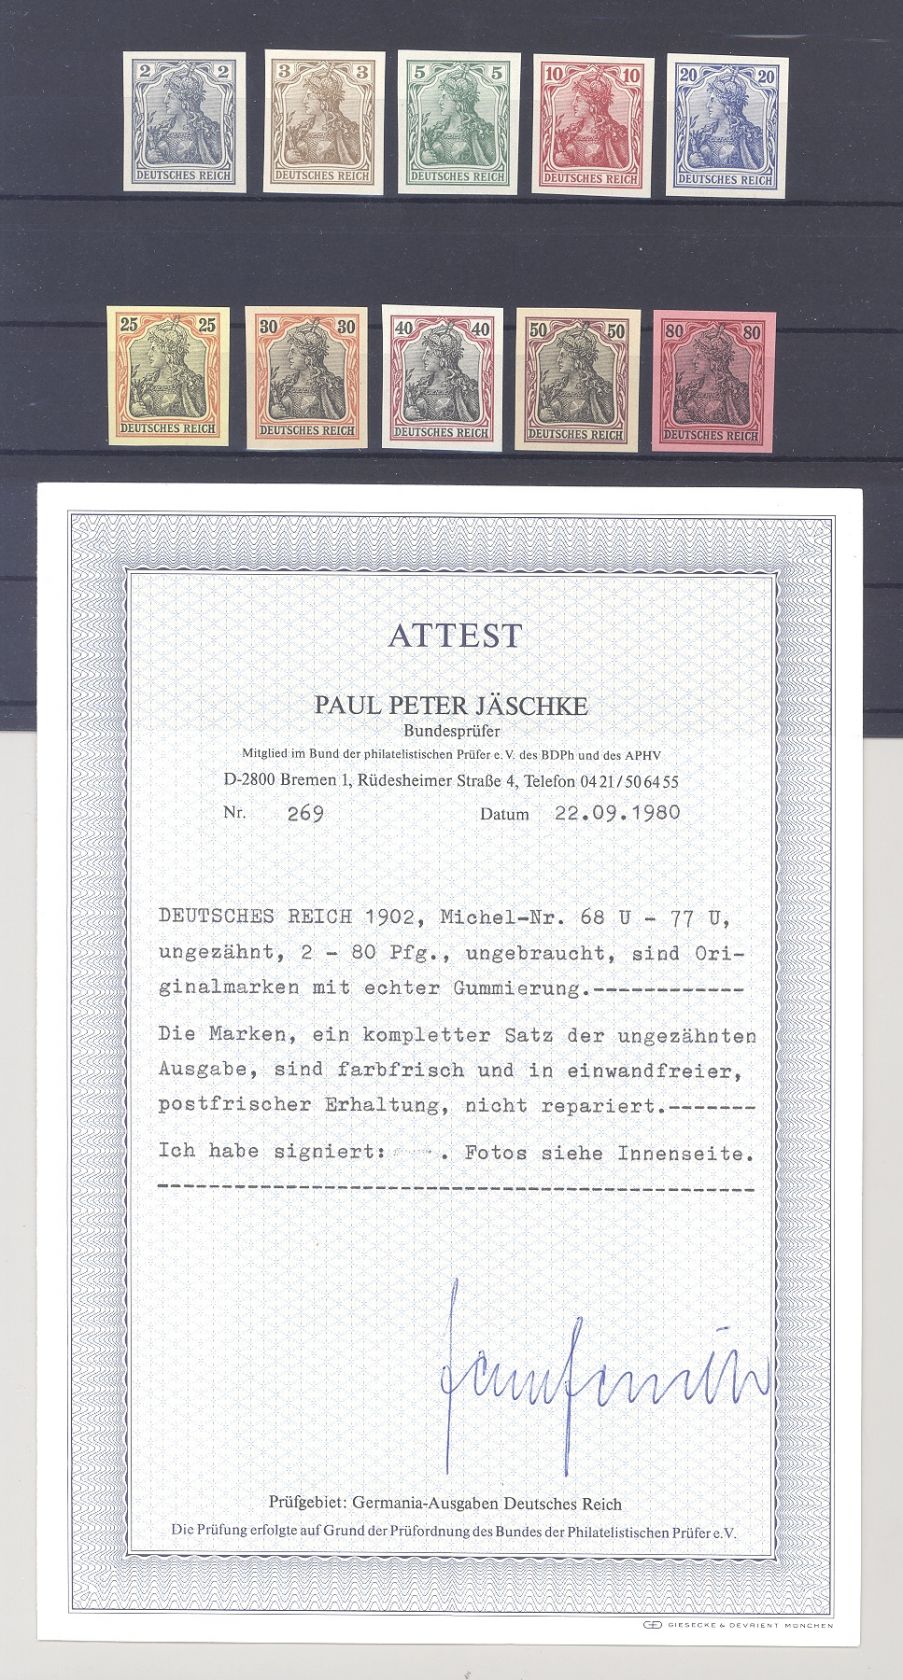 2 2
3 3
5 5
10 10
20 20
DEUTSCHES REICH
DEUTSCHES REICH
DEUTSCHES REICH
DEUTSCHES REICH
DEUTSCHES REICH
25 25
30 30
40 40
50 50
80 80
DEUTSCHES REICH
DEUTSCHES REICH
DEUTSCHES REICH
DEUTSCHES REICH
DEUTSCHES REICH
ATTEST
PAUL PETER JÄSCHKE
Bundesprüfer
Mitglied im Bund der philatelistischen Prüfer e. V. des BDPh und des APHV
D-2800 Bremen 1, Rüdesheimer Straße 4, Telefon 0421/506455
Nr. 269 Datum 22.09.1980
DEUTSCHES REICH 1902, Michel-Nr. 68 U - 77 U,
ungezähnt, 2 - 80 Pfg., ungebraucht, sind Ori-
ginalmarken mit echter Gummierung.------------
Die Marken, ein kompletter Satz der ungezähnten
Ausgabe, sind farbfrisch und in einwandfreier,
postfrischer Erhaltung, nicht repariert.-------
Ich habe signiert: . Fotos siehe Innenseite.
Prüfgebiet: Germania-Ausgaben Deutsches Reich
Die Prüfung erfolgte auf Grund der Prüfordnung des Bundes der Philatelistischen Prüfer e.V.
GIESECKE & DEVRIENT MÜNCHEN